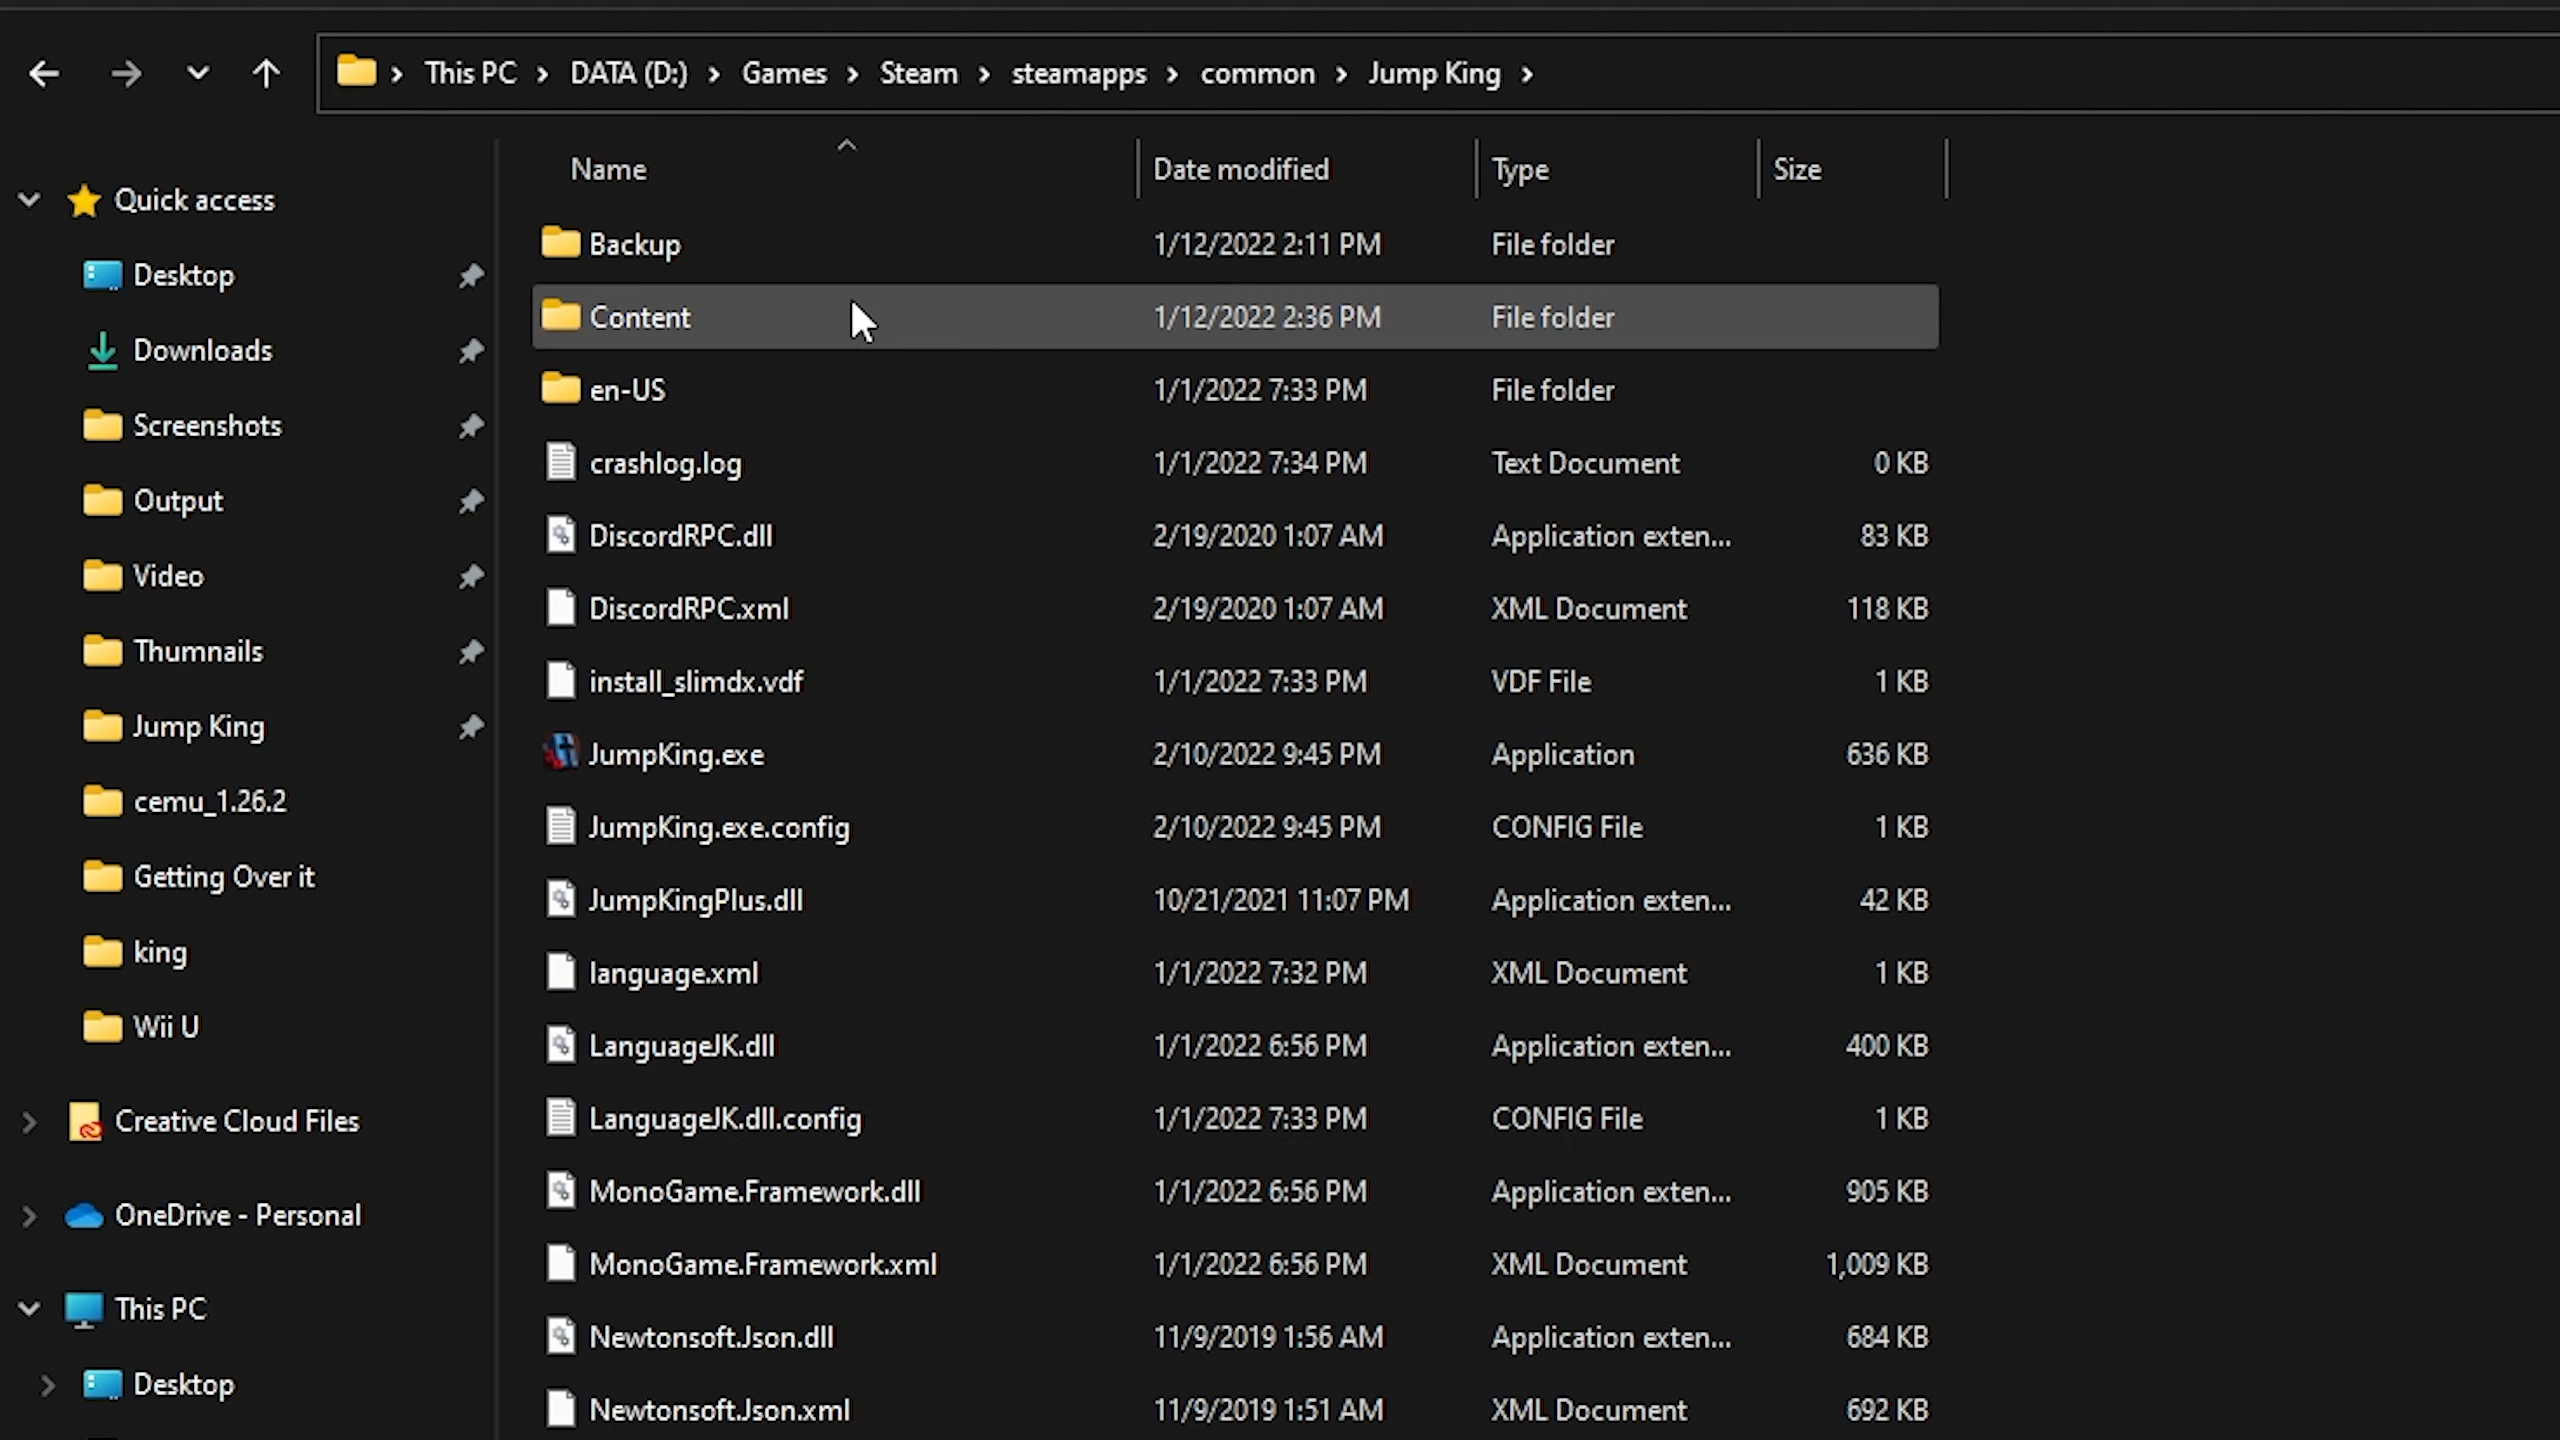 This PC > DATA (D:) > Games > Steam > steamapps > common > Jump King >
Name Date modified Type Size
Quick access
Desktop
Downloads
Screenshots
Output
Video
Thumnails
Jump King
cemu_1.26.2
Getting Over it
king
Wii U
Creative Cloud Files
OneDrive - Personal
This PC
Desktop
Backup 1/12/2022 2:11 PM File folder
Content 1/12/2022 2:36 PM File folder
en-US 1/1/2022 7:33 PM File folder
crashlog.log 1/1/2022 7:34 PM Text Document 0 KB
DiscordRPC.dll 2/19/2020 1:07 AM Application exten... 83 KB
DiscordRPC.xml 2/19/2020 1:07 AM XML Document 118 KB
install_slimdx.vdf 1/1/2022 7:33 PM VDF File 1 KB
JumpKing.exe 2/10/2022 9:45 PM Application 636 KB
JumpKing.exe.config 2/10/2022 9:45 PM CONFIG File 1 KB
JumpKingPlus.dll 10/21/2021 11:07 PM Application exten... 42 KB
language.xml 1/1/2022 7:32 PM XML Document 1 KB
LanguageJK.dll 1/1/2022 6:56 PM Application exten... 400 KB
LanguageJK.dll.config 1/1/2022 7:33 PM CONFIG File 1 KB
MonoGame.Framework.dll 1/1/2022 6:56 PM Application exten... 905 KB
MonoGame.Framework.xml 1/1/2022 6:56 PM XML Document 1,009 KB
Newtonsoft.Json.dll 11/9/2019 1:56 AM Application exten... 684 KB
Newtonsoft.Json.xml 11/9/2019 1:51 AM XML Document 692 KB